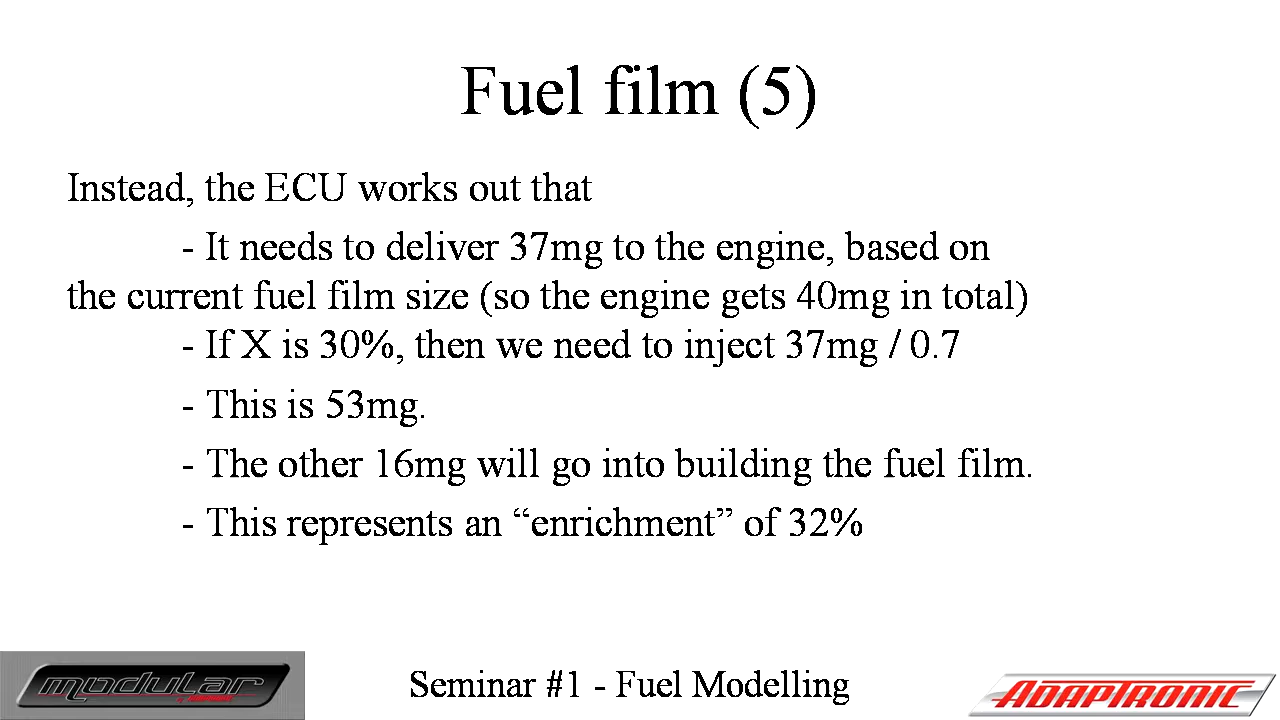 Fuel film (5)
Instead, the ECU works out that
- It needs to deliver 37mg to the engine, based on
the current fuel film size (so the engine gets 40mg in total)
- If X is 30%, then we need to inject 37mg / 0.7
- This is 53mg.
- The other 16mg will go into building the fuel film.
- This represents an “enrichment” of 32%
modular
by ADAPTRONIC
Seminar #1 - Fuel Modelling
ADAPTRONIC